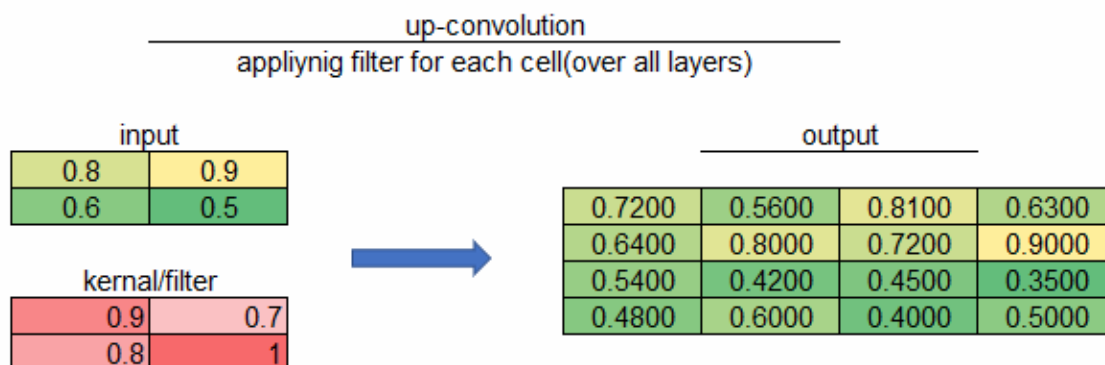 up-convolution
appliynig filter for each cell(over all layers)
input
0.8 0.9
0.6 0.5
kernal/filter
0.9 0.7
0.8 1
output
0.7200 0.5600 0.8100 0.6300
0.6400 0.8000 0.7200 0.9000
0.5400 0.4200 0.4500 0.3500
0.4800 0.6000 0.4000 0.5000